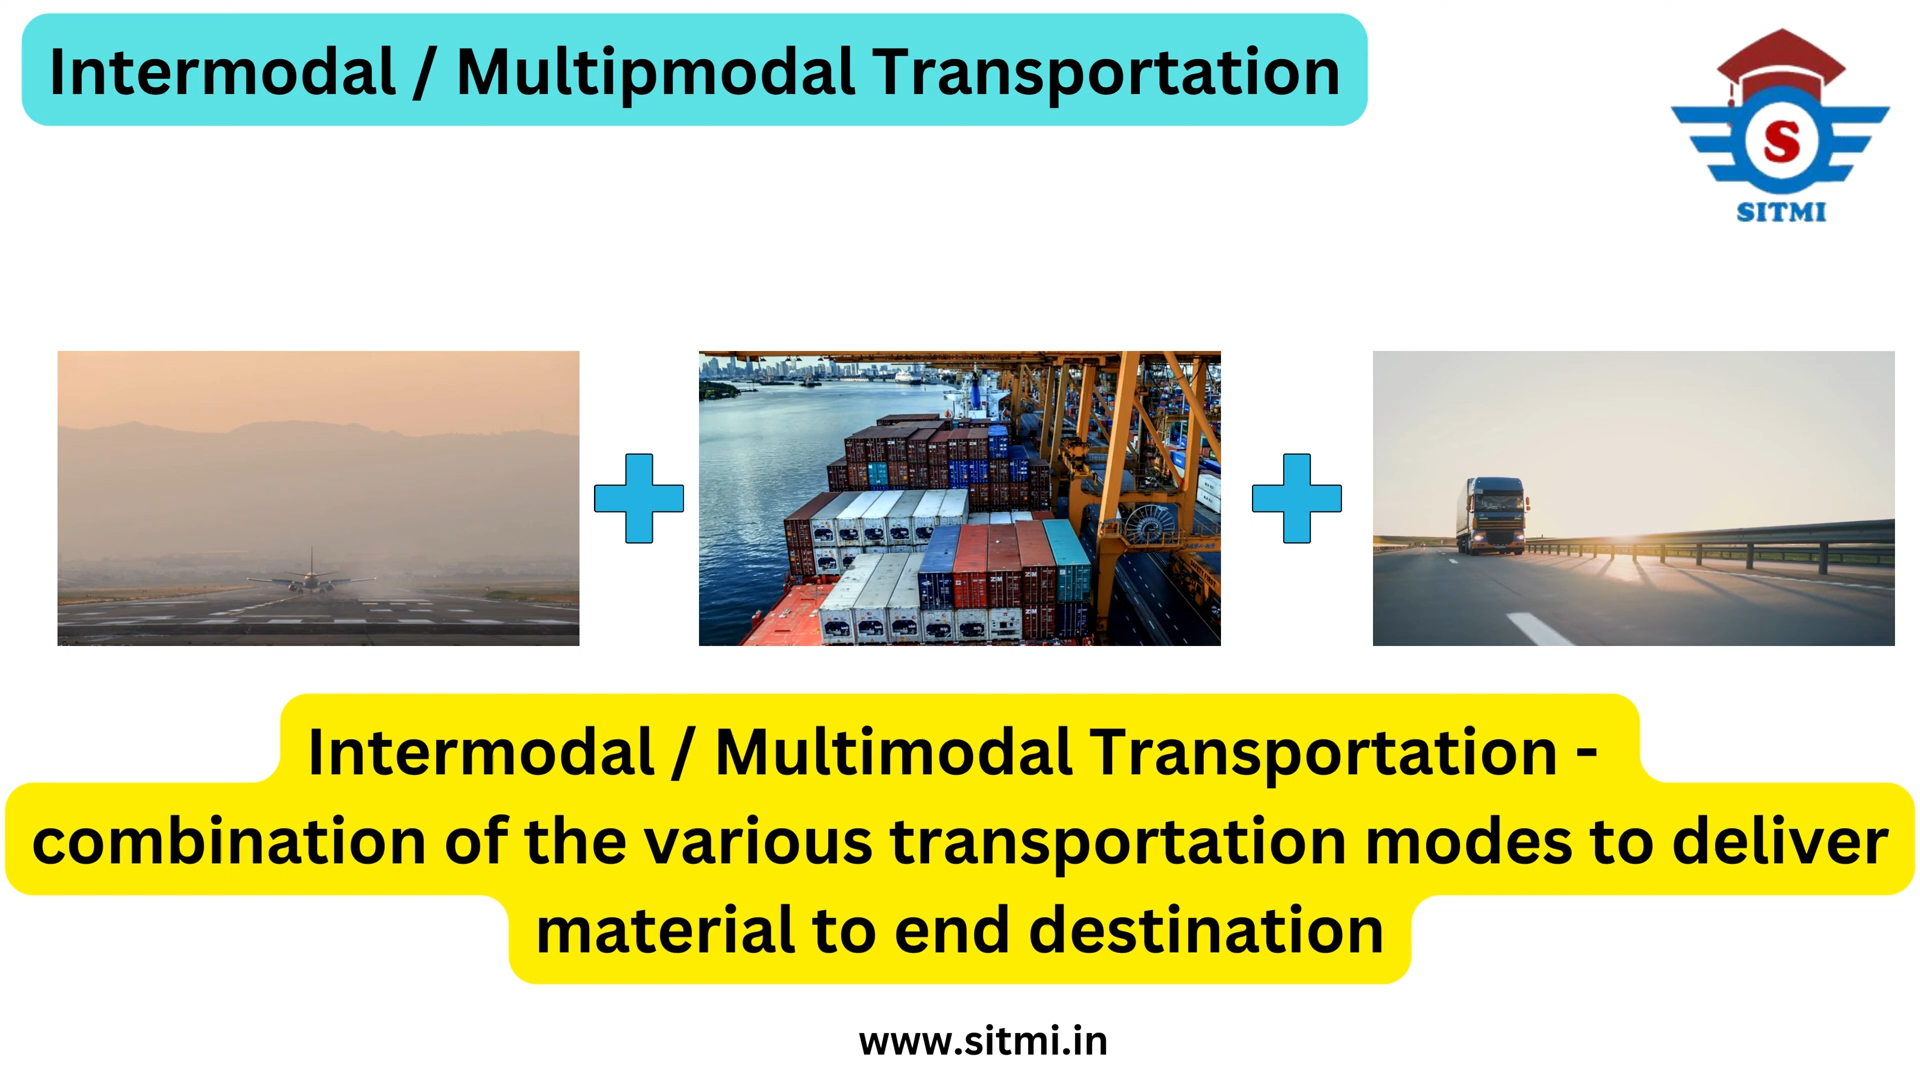 Intermodal / Multipmodal Transportation
S
SITMI
Intermodal / Multimodal Transportation -
combination of the various transportation modes to deliver
material to end destination
www.sitmi.in